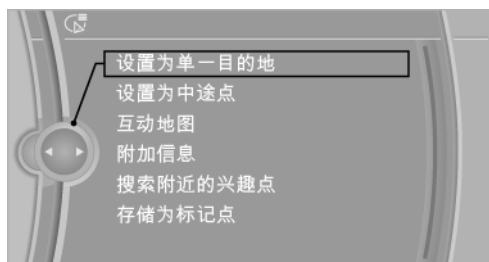 设置为单一目的地
设置为中途点
互动地图
附加信息
搜索附近的兴趣点
存储为标记点